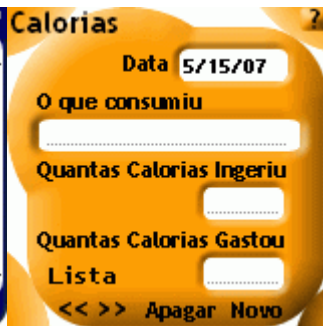 Calorias ?
Data 5/15/07
O que consumiu
Quantas Calorias Ingeriu
Quantas Calorias Gastou
Lista
<< >> Apagar Novo